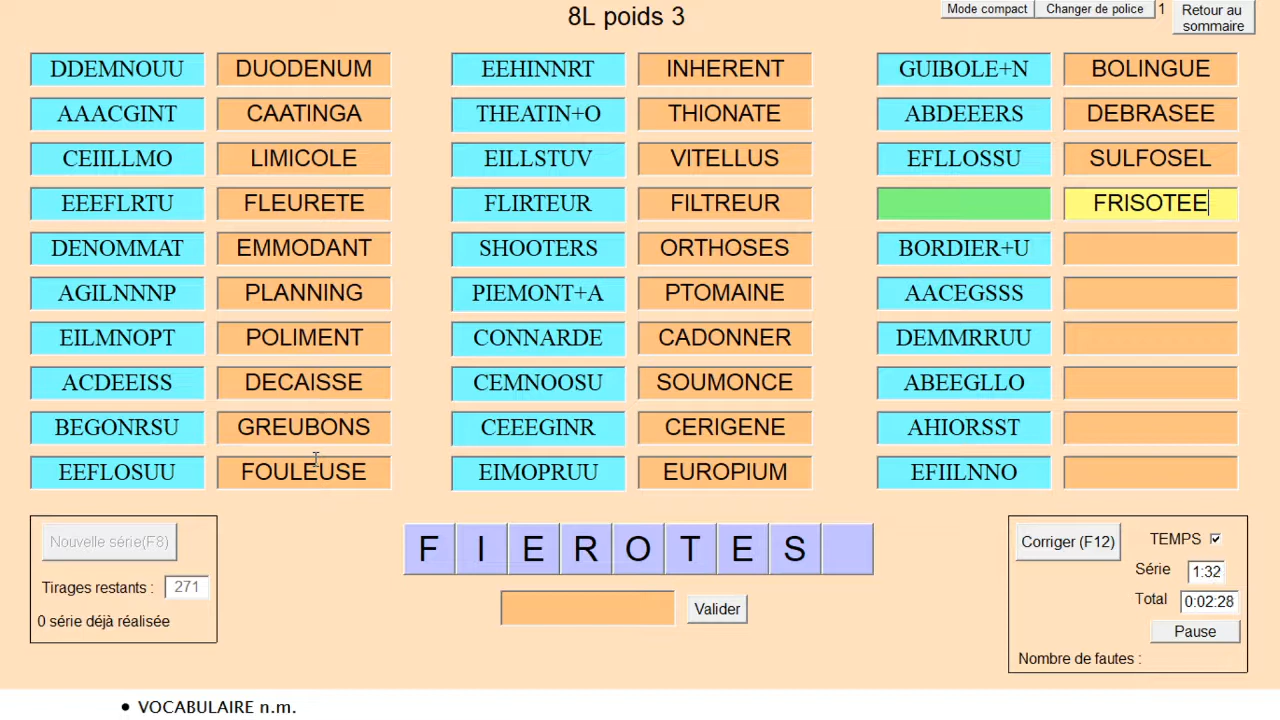 8L poids 3
Mode compact Changer de police 1 Retour au sommaire
DDEMNOUU DUODENUM EEHINNRT INHERENT GUIBOLE+N BOLINGUE
AAACGINT CAATINGA THEATIN+O THIONATE ABDEEERS DEBRASEE
CEIILLMO LIMICOLE EILLSTUV VITELLUS EFLLOSSU SULFOSEL
EEEFLRTU FLEURETE FLIRTEUR FILTREUR FRISOTEE
DENOMMAT EMMODANT SHOOTERS ORTHOSES BORDIER+U
AGILNNNP PLANNING PIEMONT+A PTOMAINE AACEGSSS
EILMNOPT POLIMENT CONNARDE CADONNER DEMMRRUU
ACDEEISS DECAISSE CEMNOOSU SOUMONCE ABEEGLLO
BEGONRSU GREUBONS CEEEGINR CERIGENE AHIORSST
EEFLOSUU FOULEUSE EIMOPRUU EUROPIUM EFIILNNO
Nouvelle série(F8)
Tirages restants : 271
0 série déjà réalisée
F I E R O T E S
Valider
Corriger (F12) TEMPS
Série 1:32
Total 0:02:28
Pause
Nombre de fautes :
• VOCABULAIRE n.m.